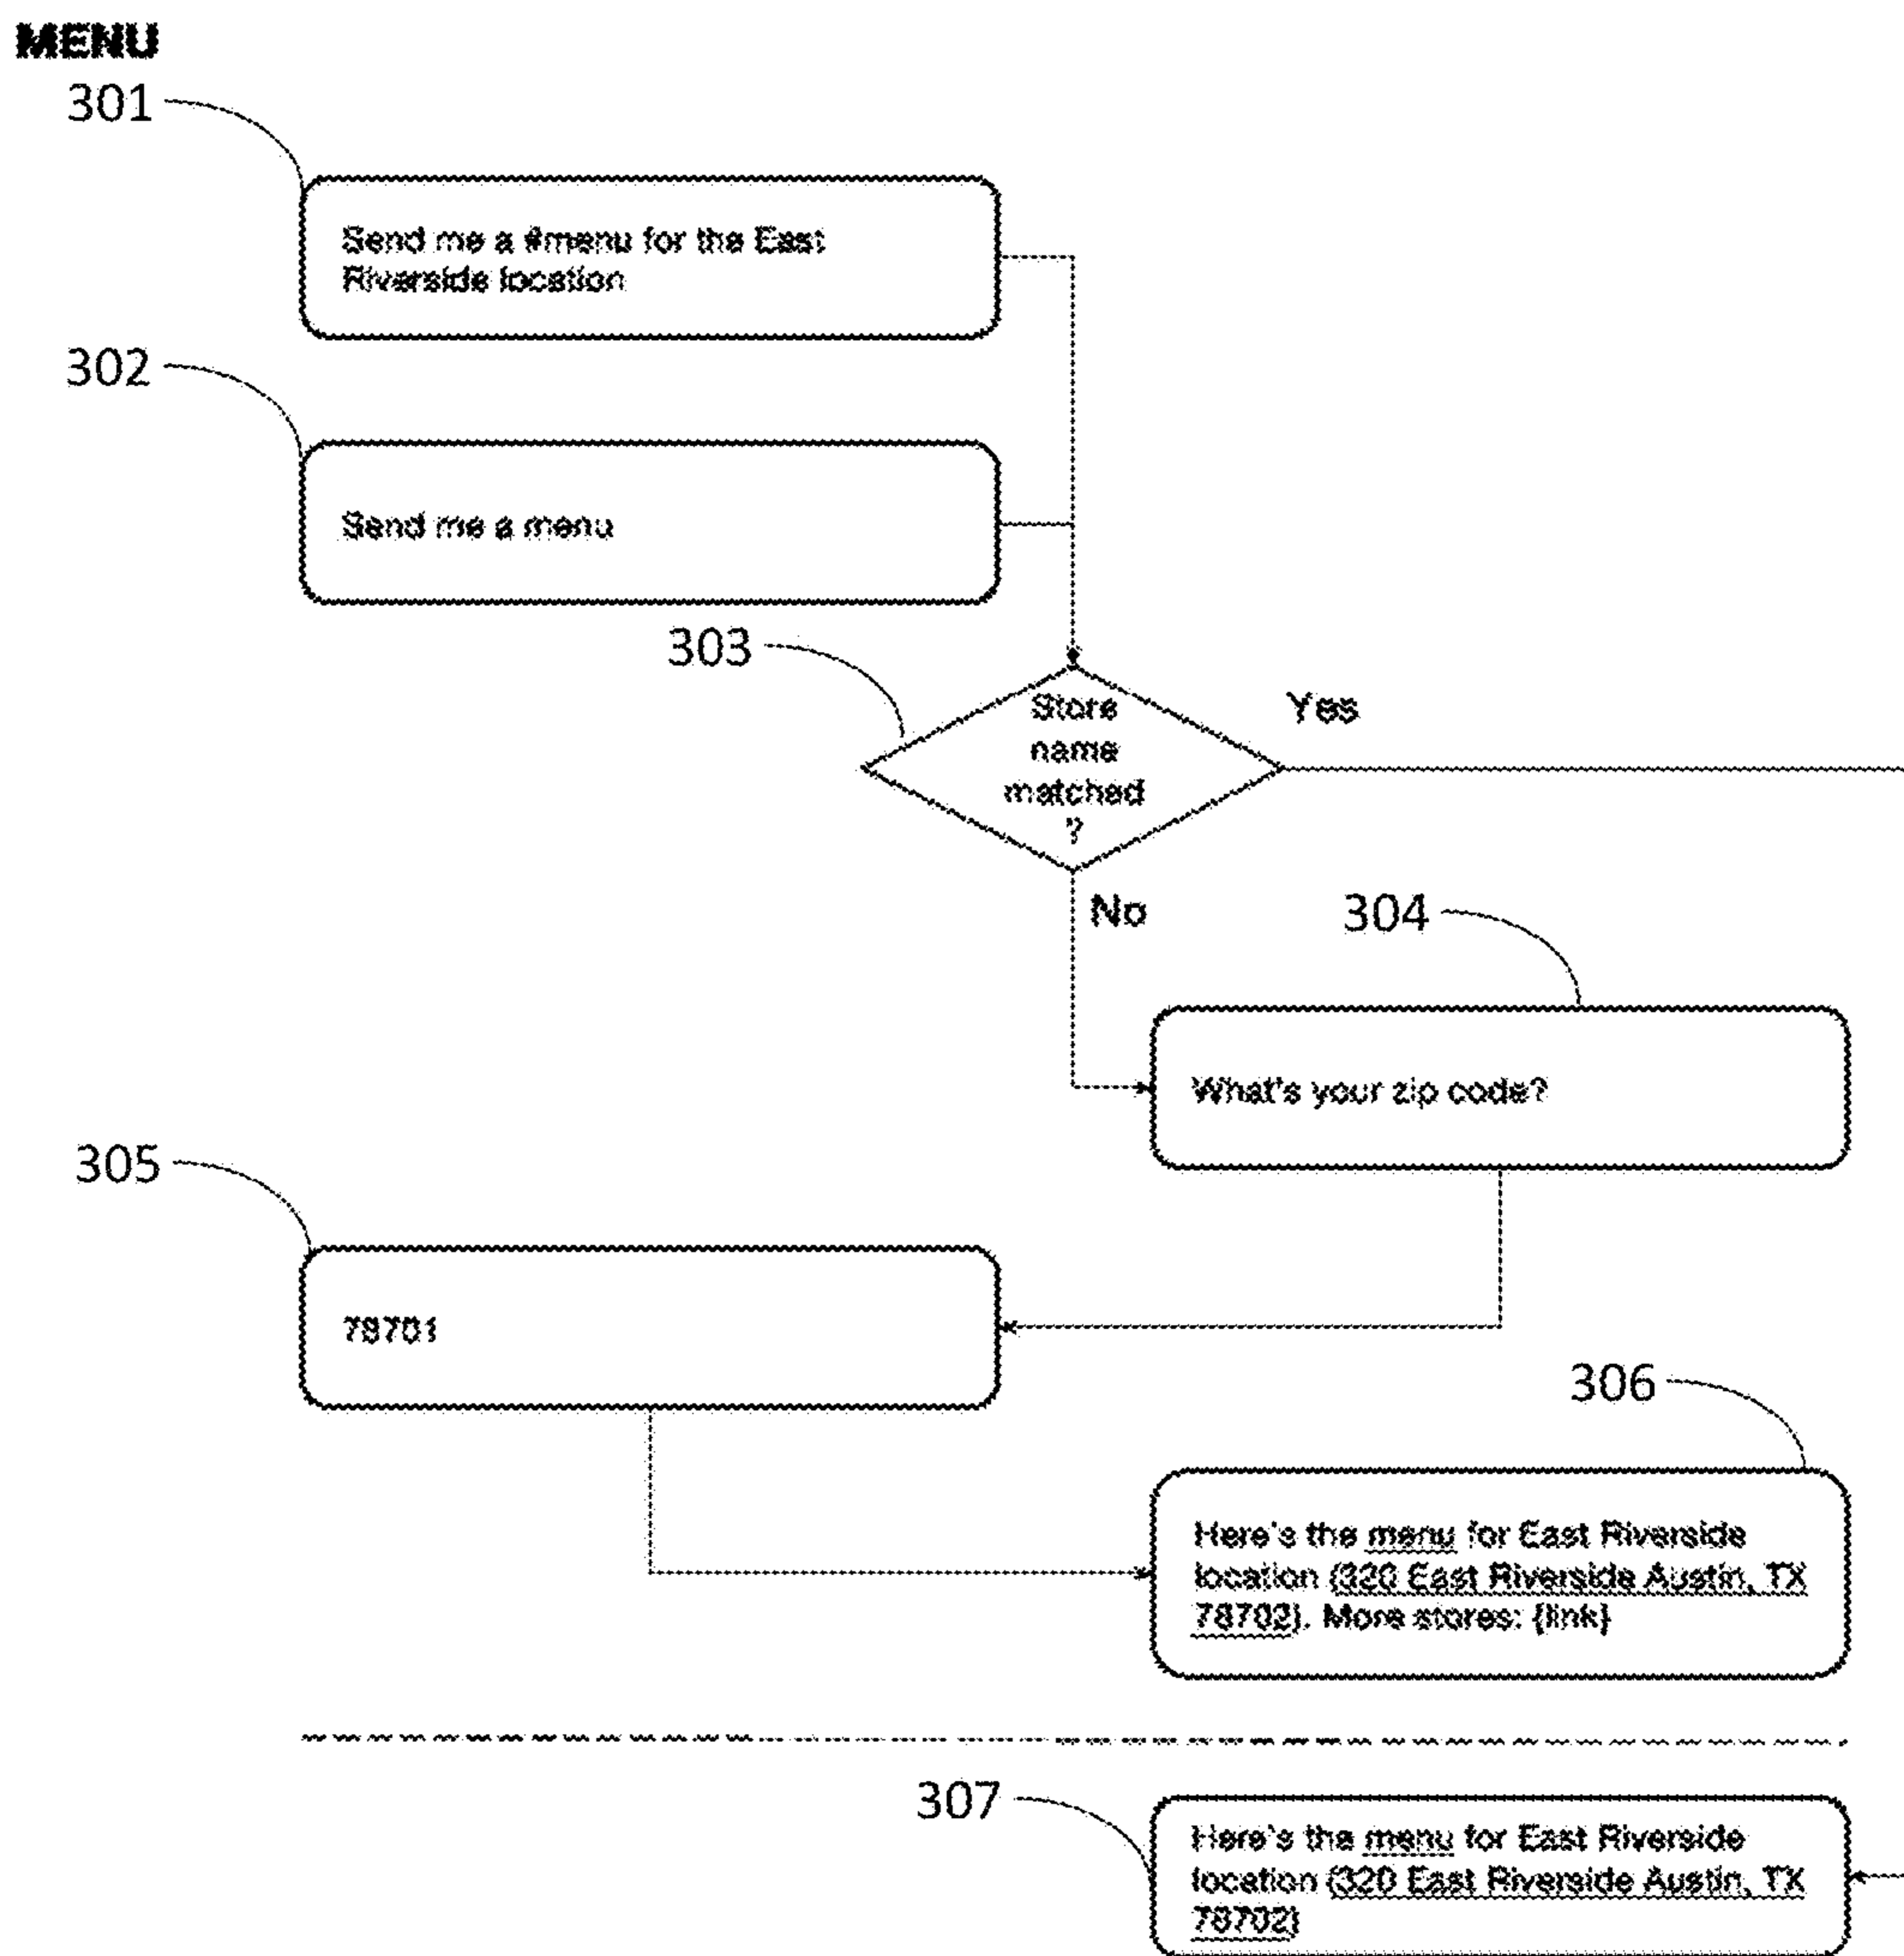 MENU
301
Send me a #menu for the East
Riverside location
302
Send me a menu
303
Store
name
matched
?
Yes
No
304
What's your zip code?
305
78701
306
Here's the menu for East Riverside
location (320 East Riverside Austin, TX
78702). More stores: {link}
307
Here's the menu for East Riverside
location (320 East Riverside Austin, TX
78702)